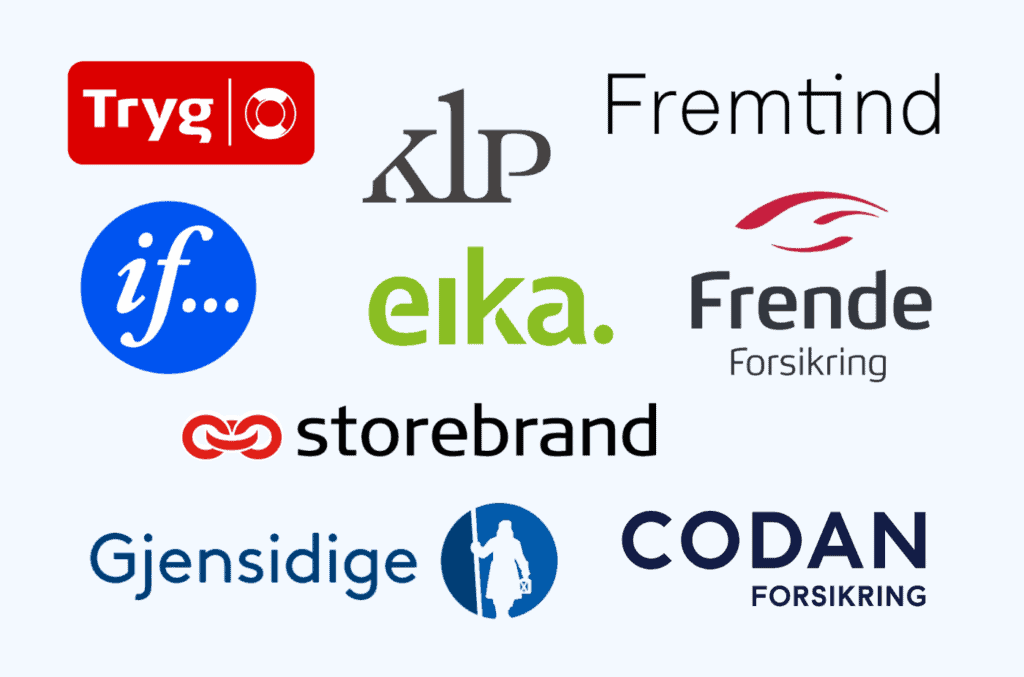 Tryg
KLP
Fremtind
if...
eika.
Frende
Forsikring
storebrand
Gjensidige
CODAN
FORSIKRING